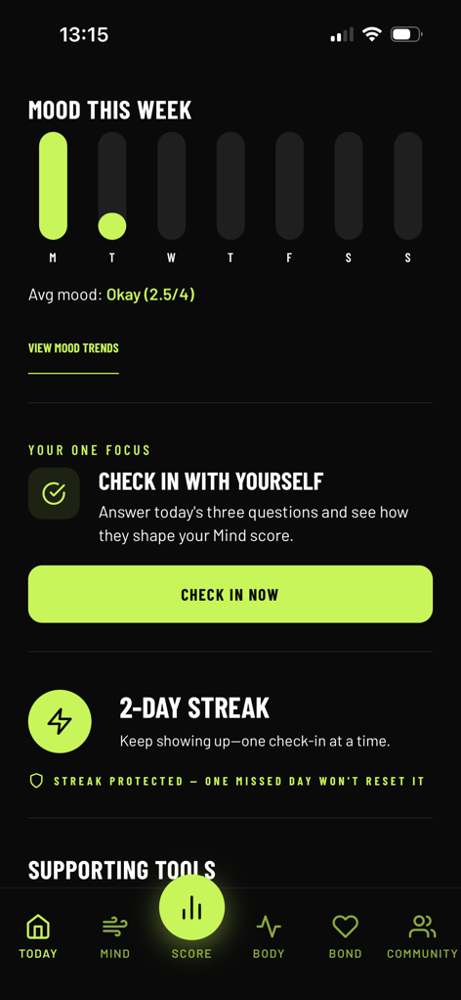 13:15
MOOD THIS WEEK
M T W T F S S
Avg mood: Okay (2.5/4)
VIEW MOOD TRENDS
YOUR ONE FOCUS
CHECK IN WITH YOURSELF
Answer today's three questions and see how
they shape your Mind score.
CHECK IN NOW
2-DAY STREAK
Keep showing up—one check-in at a time.
STREAK PROTECTED — ONE MISSED DAY WON'T RESET IT
SUPPORTING TOOLS
TODAY MIND SCORE BODY BOND COMMUNITY